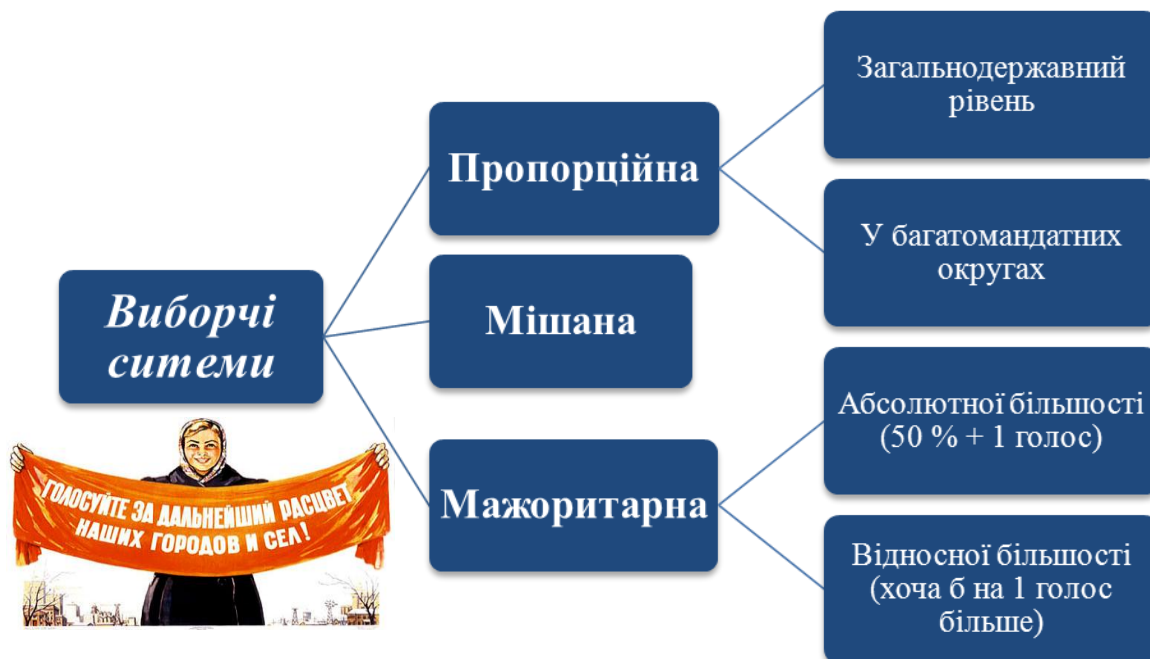 Загальнодержавний
рівень
Пропорційна
У багатомандатних
округах
Виборчі
ситеми
Мішана
Абсолютної більшості
(50 % + 1 голос)
Мажоритарна
Відносної більшості
(хоча б на 1 голос
більше)
ГОЛОСУЙТЕ ЗА ДАЛЬНЕЙШИЙ РАСЦВЕТ
НАШИХ ГОРОДОВ И СЕЛ!